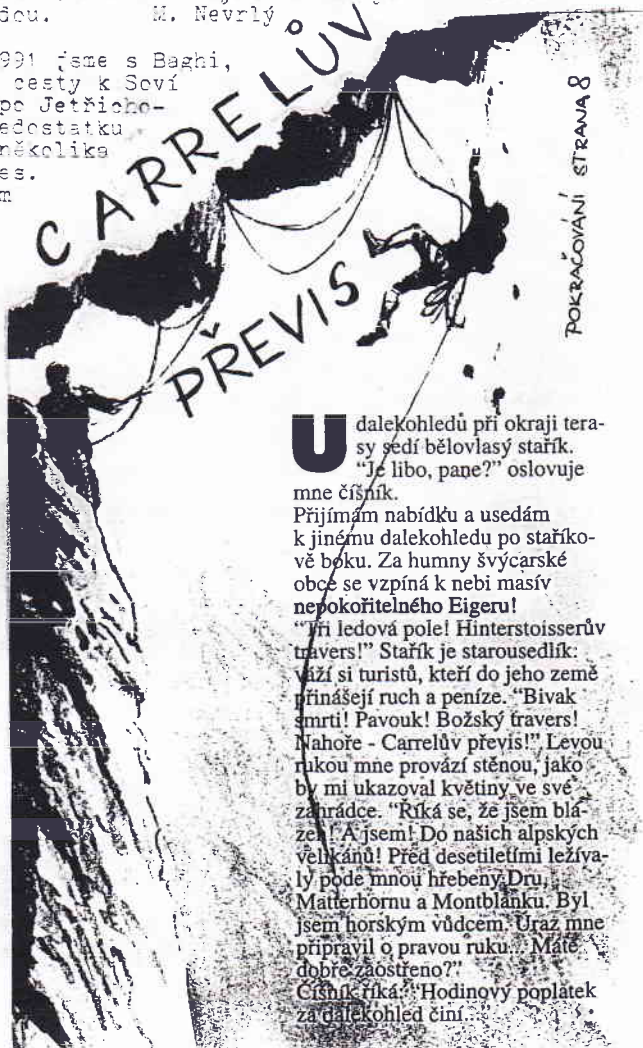 dou. M. Nevrlý
991 jsme s Baghi,
cesty k Soví
po Jetřicho-
edostatku
několika
es.
m
CARRELŮV
PŘEVIS
POKRAČOVÁNÍ STRANA 8
U dalekohledů při okraji tera-
sy sedí bělovlasý stařík.
“Je libo, pane?” oslovuje
mne číšník.
Přijímám nabídku a usedám
k jinému dalekohledu po staříko-
vě boku. Za humny švýcarské
obce se vzpíná k nebi masív
nepokořitelného Eigeru!
“Tři ledová pole! Hinterstoisserův
travers!” Stařík je starousedlík:
váží si turistů, kteří do jeho země
přinášejí ruch a peníze. “Bivak
smrti! Pavouk! Božský travers!
Nahoře - Carrelův převis!” Levou
rukou mne provází stěnou, jako
by mi ukazoval květiny ve své
zahrádce. “Říká se, že jsem blá-
zen! A jsem! Do našich alpských
velikánů! Před desetiletími leží­va-
ly pode mnou hřebeny Dru,
Matterhornu a Montblanku. Byl
jsem horským vůdcem. Úraz mne
připravil o pravou ruku... Máte
dobře zaostřeno?”
Číšník říká: “Hodinový poplatek
za dalekohled činí...